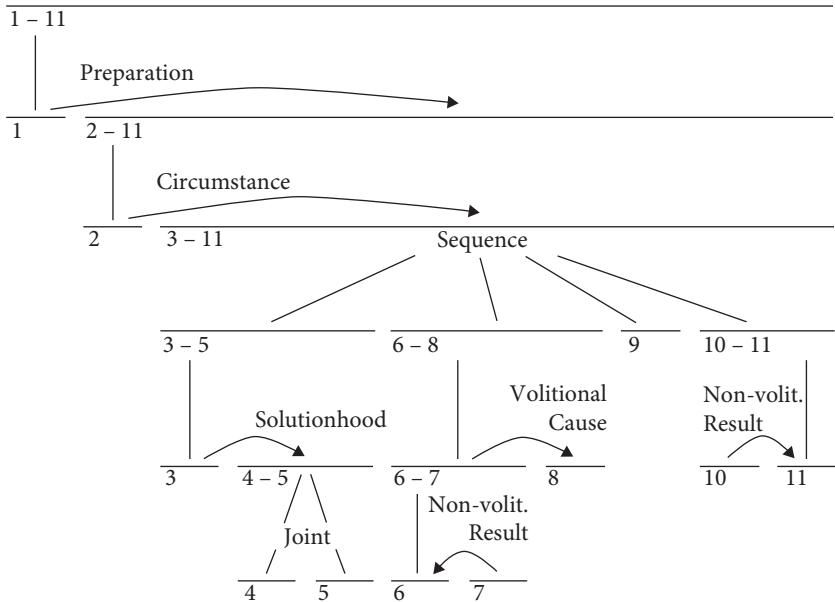 1 – 11
Preparation
1 2 – 11
Circumstance
2 3 – 11 Sequence
3 – 5 6 – 8 9 10 – 11
Solutionhood Volitional Cause Non-volit. Result
3 4 – 5 6 – 7 8 10 11
Joint Non-volit. Result
4 5 6 7